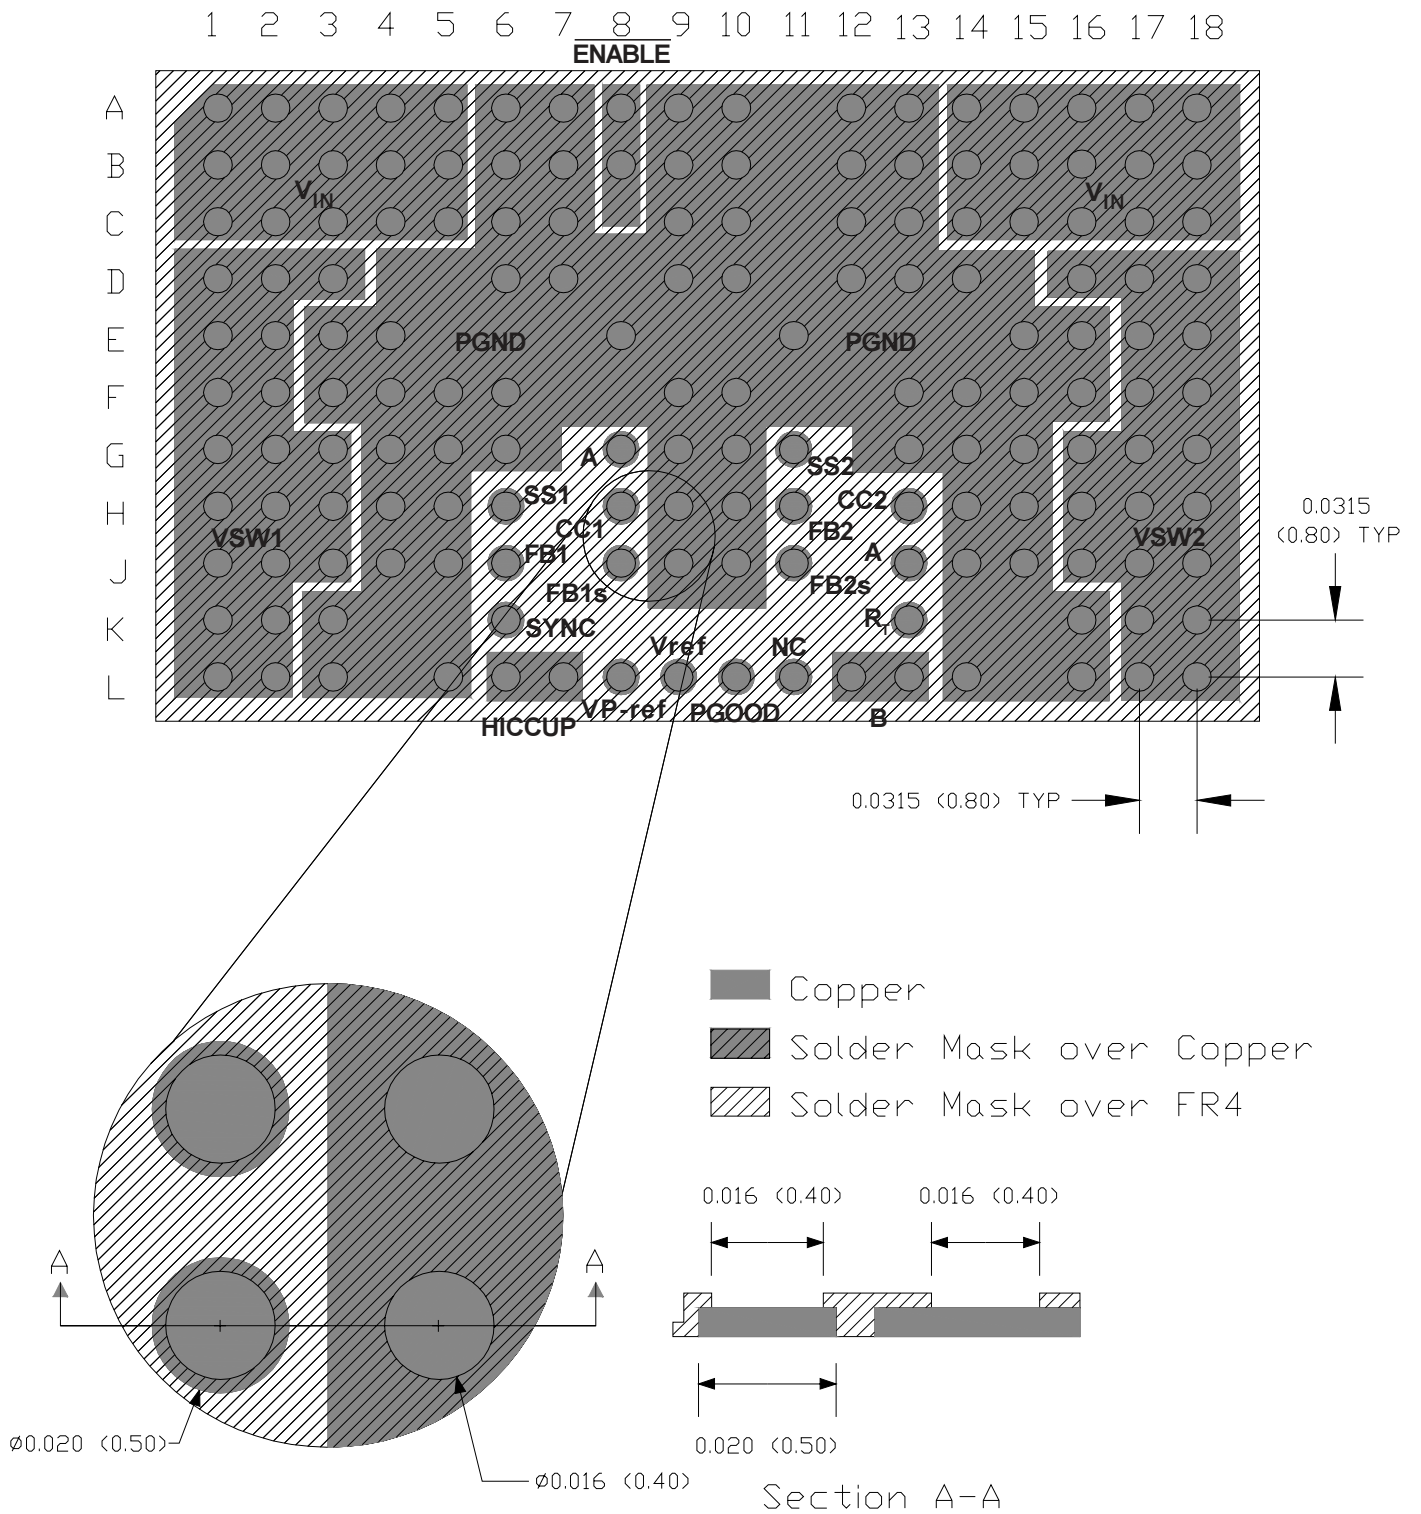 1 2 3 4 5 6 7 8 9 10 11 12 13 14 15 16 17 18
ENABLE
A
B
C
D
E
F
G
H
J
K
L
VIN
VIN
PGND
PGND
A
SS2
SS1
CC2
CC1
FB2
FB1
A
FB1s
FB2s
VSW1
VSW2
SYNC
RT
Vref
NC
VP-ref
PGOOD
HICCUP
B
0.0315
(0.80) TYP
0.0315 (0.80) TYP
Copper
Solder Mask over Copper
Solder Mask over FR4
0.016 (0.40)
0.016 (0.40)
A
A
0.020 (0.50)
Ø0.020 (0.50)
Ø0.016 (0.40)
Section A-A